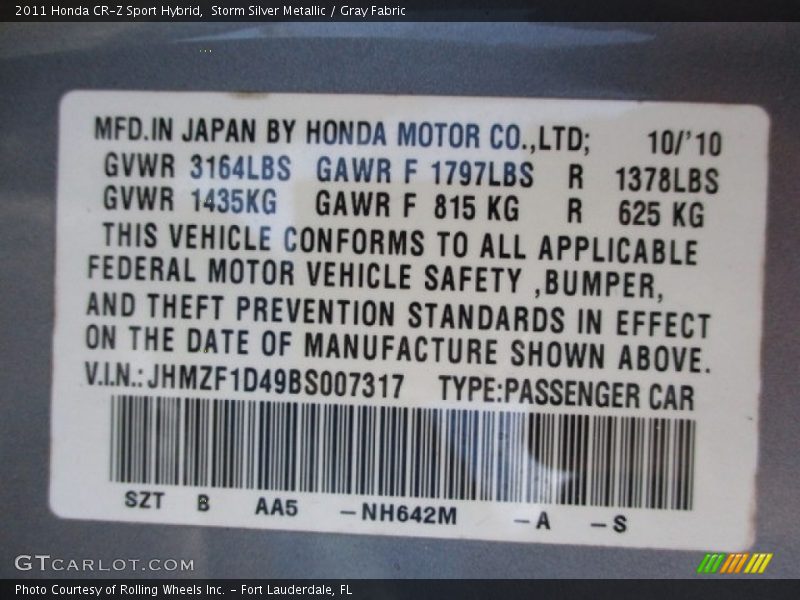 2011 Honda CR-Z Sport Hybrid,  Storm Silver Metallic / Gray Fabric
MFD.IN JAPAN BY HONDA MOTOR CO.,LTD; 10/'10
GVWR 3164LBS GAWR F 1797LBS R 1378LBS
GVWR 1435KG GAWR F 815 KG R 625 KG
THIS VEHICLE CONFORMS TO ALL APPLICABLE
FEDERAL MOTOR VEHICLE SAFETY ,BUMPER,
AND THEFT PREVENTION STANDARDS IN EFFECT
ON THE DATE OF MANUFACTURE SHOWN ABOVE.
V.I.N.: JHMZF1D49BS007317 TYPE:PASSENGER CAR
SZT B AA5 -NH642M -A -S
GTCARLOT.COM
Photo Courtesy of Rolling Wheels Inc. - Fort Lauderdale, FL